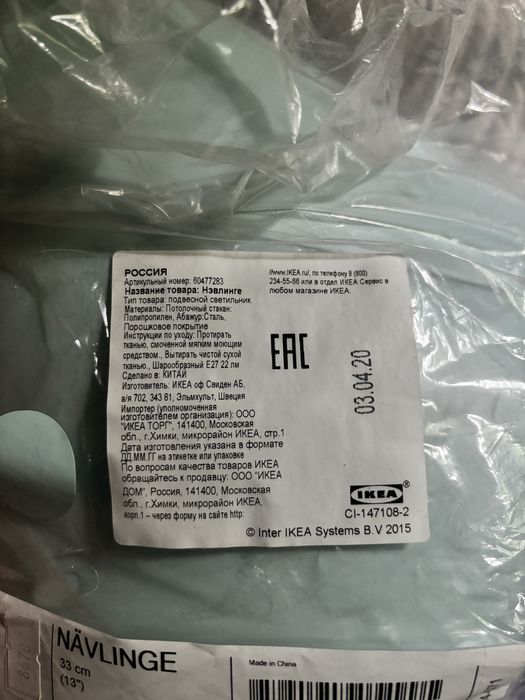 РОССИЯ
Артикульный номер: 60477283
Название товара: Нэвлинге
Тип товара: подвесной светильник
Материалы: Потолочный стакан:
Полипропилен, Абажур:Сталь,
Порошковое покрытие
Инструкции по уходу: Протирать
тканью, смоченной мягким моющим
средством., Вытирать чистой сухой
тканью., Шарообразный E27 22 лм
Сделано в: КИТАЙ
Изготовитель: ИКЕА оф Свиден АБ,
а/я 702, 343 81, Эльмхульт, Швеция
Импортер (уполномоченная
изготовителем организация): ООО
"ИКЕА ТОРГ", 141400, Московская
обл., г.Химки, микрорайон ИКЕА, стр.1
Дата изготовления указана в формате
ДД.ММ.ГГ на этикетке или упаковке
По вопросам качества товаров ИКЕА
обращайтесь к продавцу: ООО "ИКЕА
ДОМ", Россия, 141400, Московская
обл., г.Химки, микрорайон ИКЕА,
корп.1 – через форму на сайте http:
//www.IKEA.ru/, по телефону 8 (800)
234-55-66 или в отдел ИКЕА Сервис в
любом магазине ИКЕА.
EAC
03.04.20
IKEA®
CI-147108-2
© Inter IKEA Systems B.V 2015
NÄVLINGE
33 cm
(13")
Made in China
8670